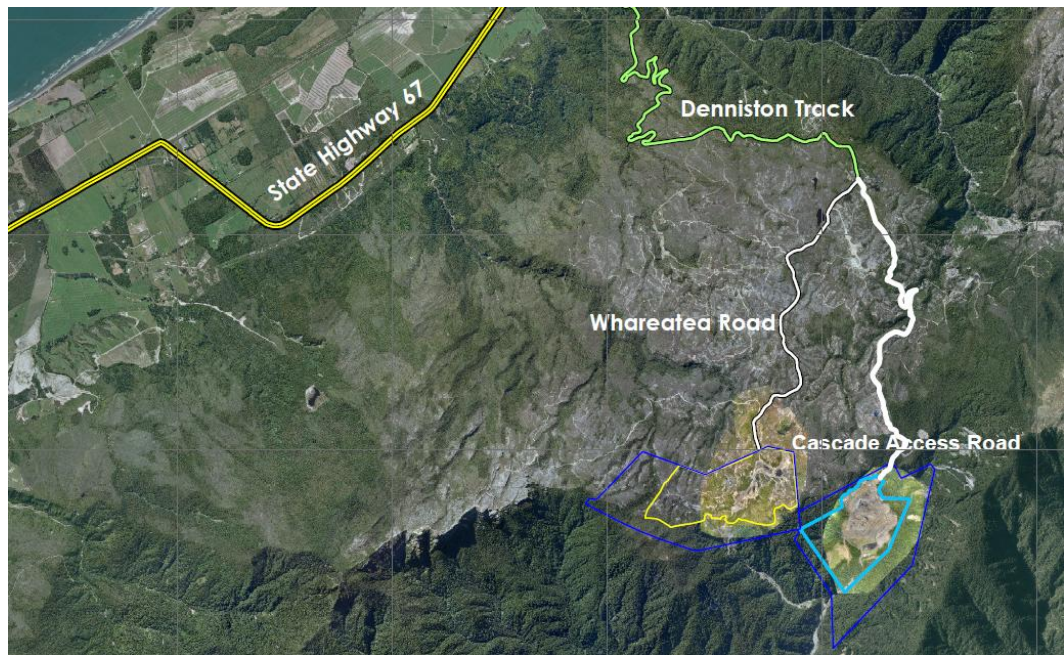 Denniston Track
State Highway 67
Whareatea Road
Cascade Access Road